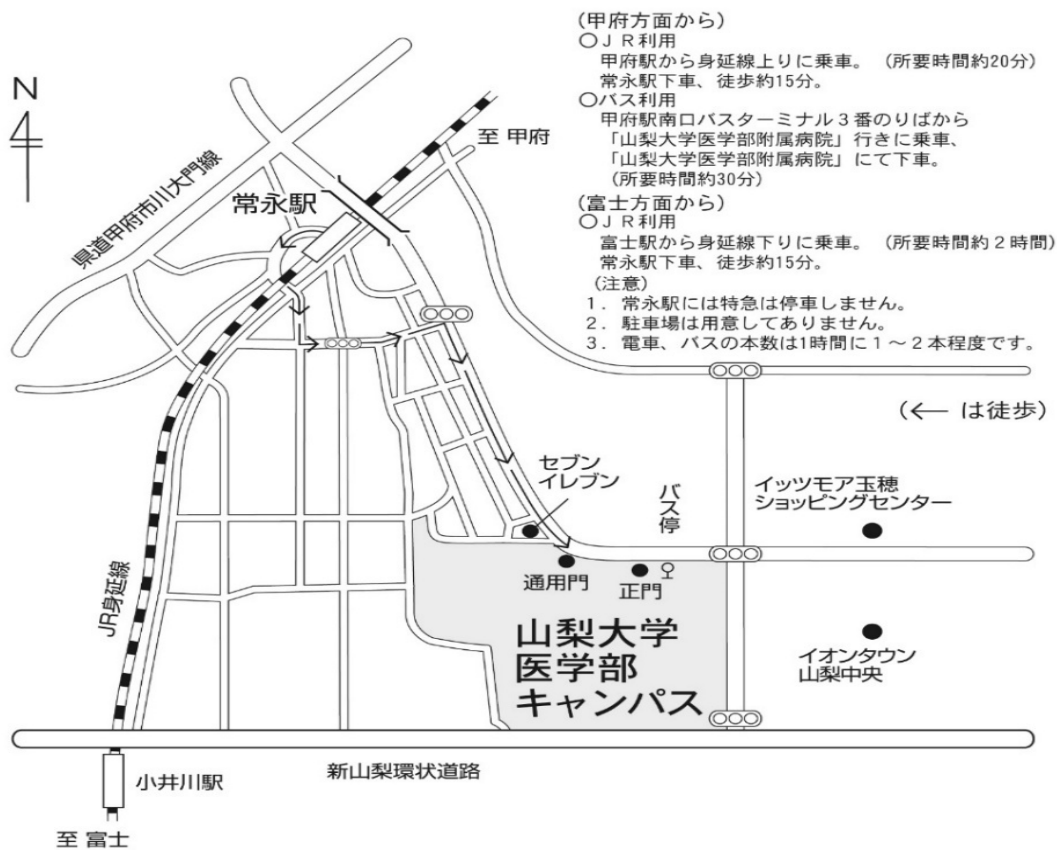 (甲府方面から)
○ＪＲ利用
甲府駅から身延線上りに乗車。（所要時間約20分）
常永駅下車、徒歩約15分。
○バス利用
甲府駅南口バスターミナル３番のりばから
「山梨大学医学部附属病院」行きに乗車、
「山梨大学医学部附属病院」にて下車。
（所要時間約30分）
(富士方面から)
○ＪＲ利用
富士駅から身延線下りに乗車。（所要時間約２時間）
常永駅下車、徒歩約15分。
（注意）
１．常永駅には特急は停車しません。
２．駐車場は用意してありません。
３．電車、バスの本数は1時間に１～２本程度です。
(← は徒歩)
N
至 甲府
常永駅
県道甲府市川大門線
セブン
イレブン
バス停
イッツモア玉穂
ショッピングセンター
通用門
正門
JR身延線
山梨大学
医学部
キャンパス
イオンタウン
山梨中央
小井川駅
新山梨環状道路
至 富士